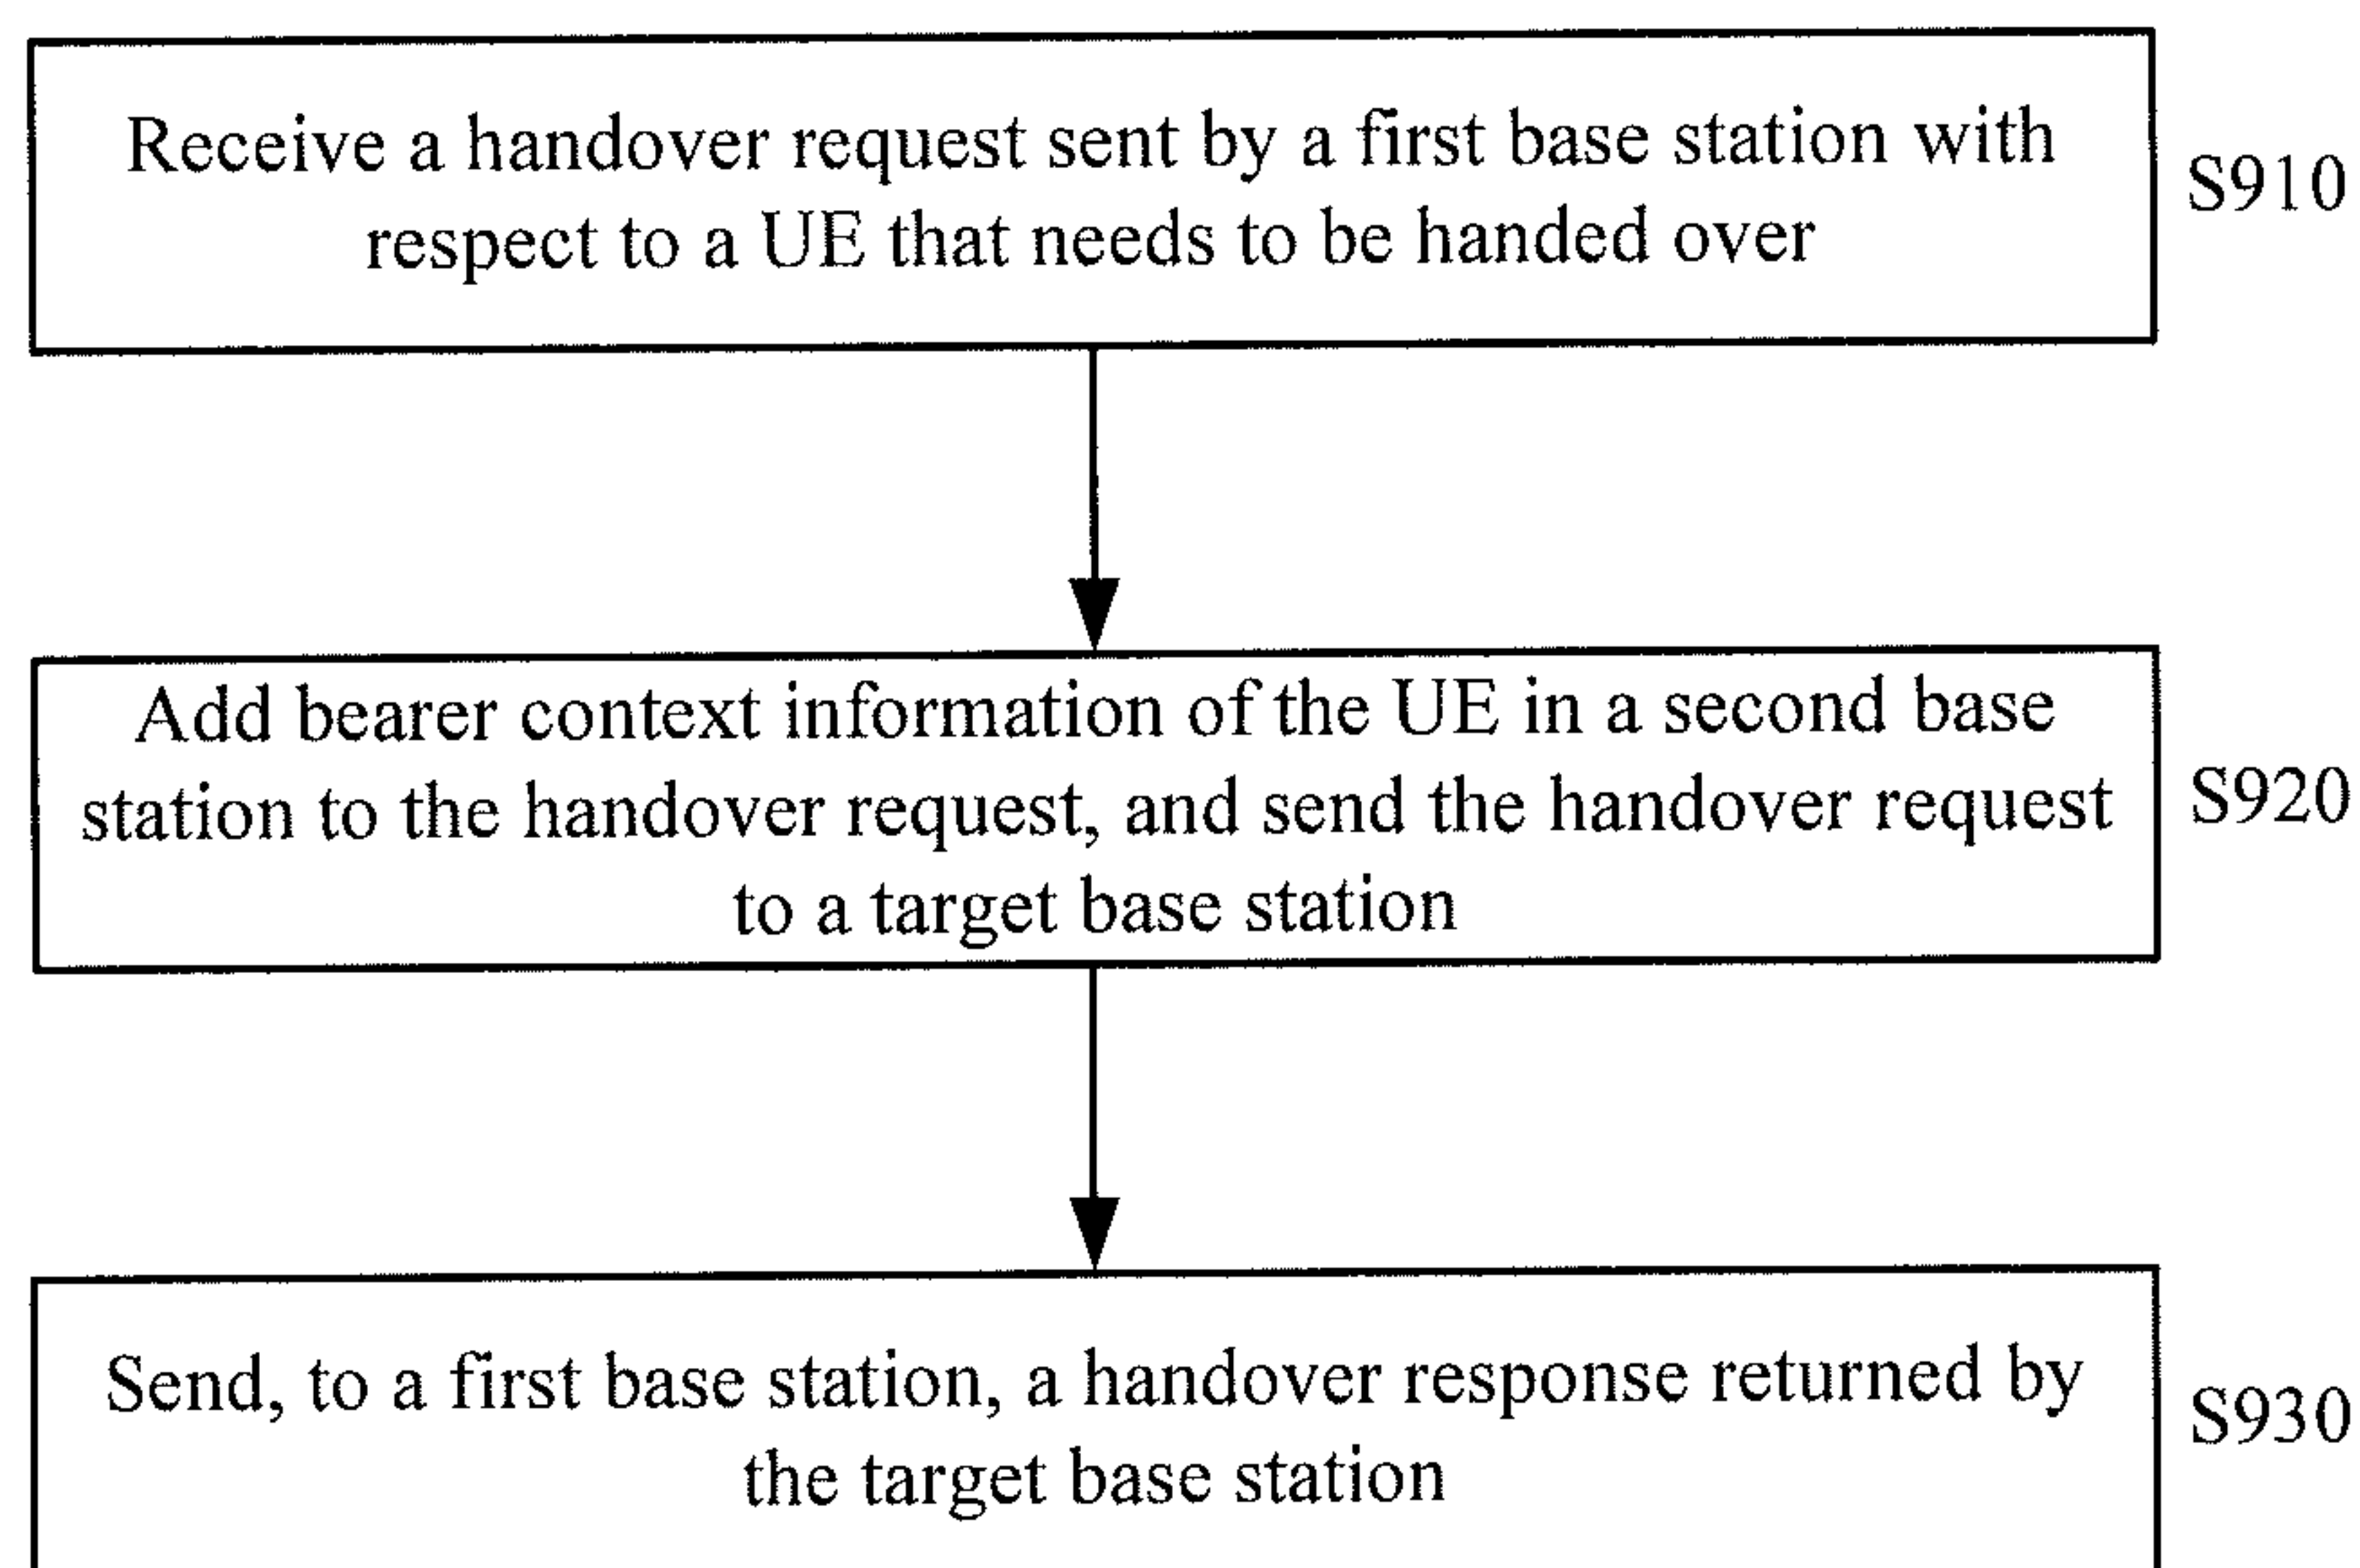 Receive a handover request sent by a first base station with
respect to a UE that needs to be handed over
S910
Add bearer context information of the UE in a second base
station to the handover request, and send the handover request
to a target base station
S920
Send, to a first base station, a handover response returned by
the target base station
S930